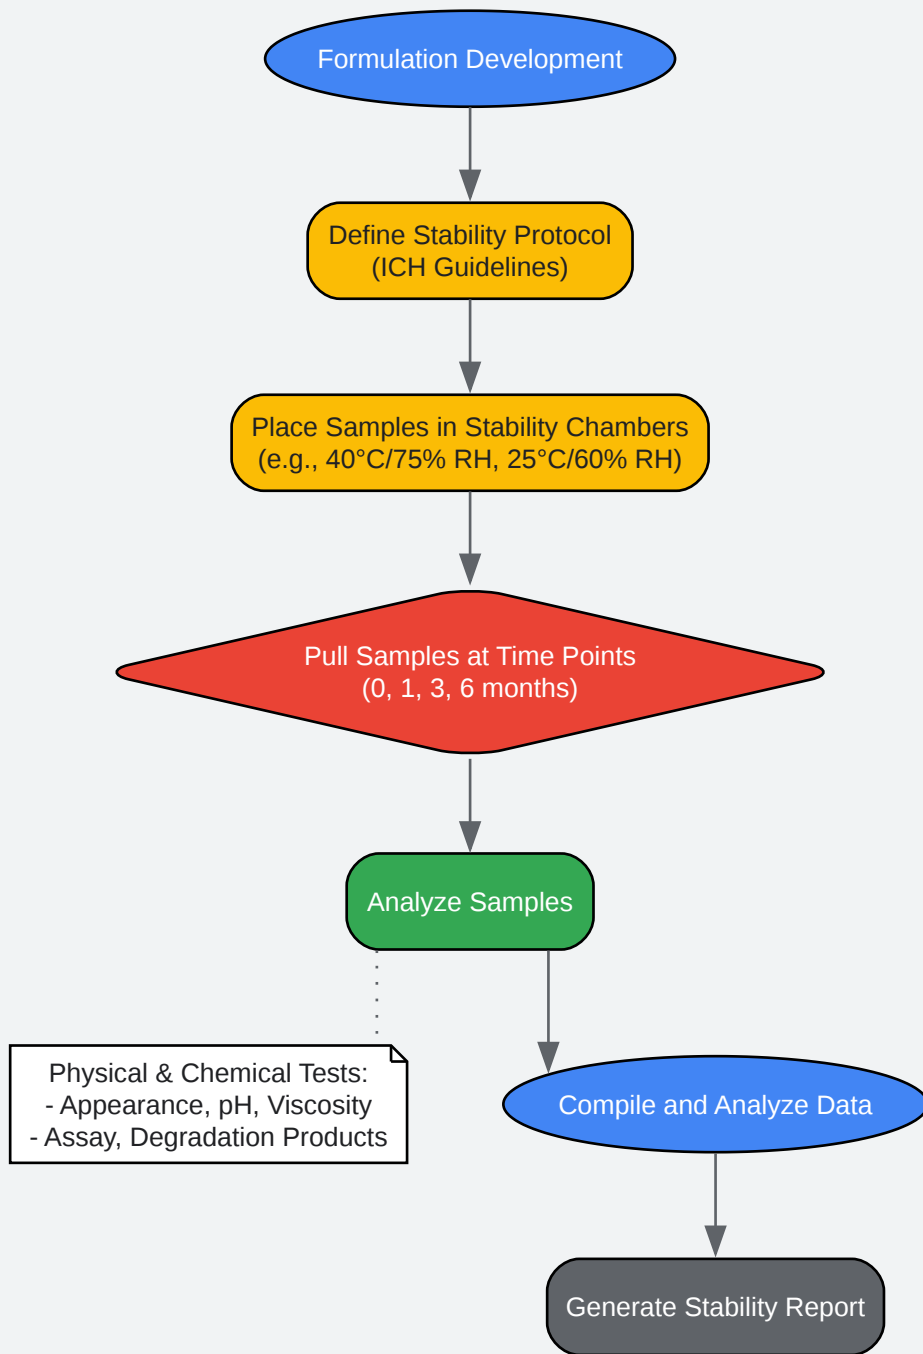 Formulation Development
Define Stability Protocol
(ICH Guidelines)
Place Samples in Stability Chambers
(e.g., 40°C/75% RH, 25°C/60% RH)
Pull Samples at Time Points
(0, 1, 3, 6 months)
Analyze Samples
Physical & Chemical Tests:
- Appearance, pH, Viscosity
- Assay, Degradation Products
Compile and Analyze Data
Generate Stability Report